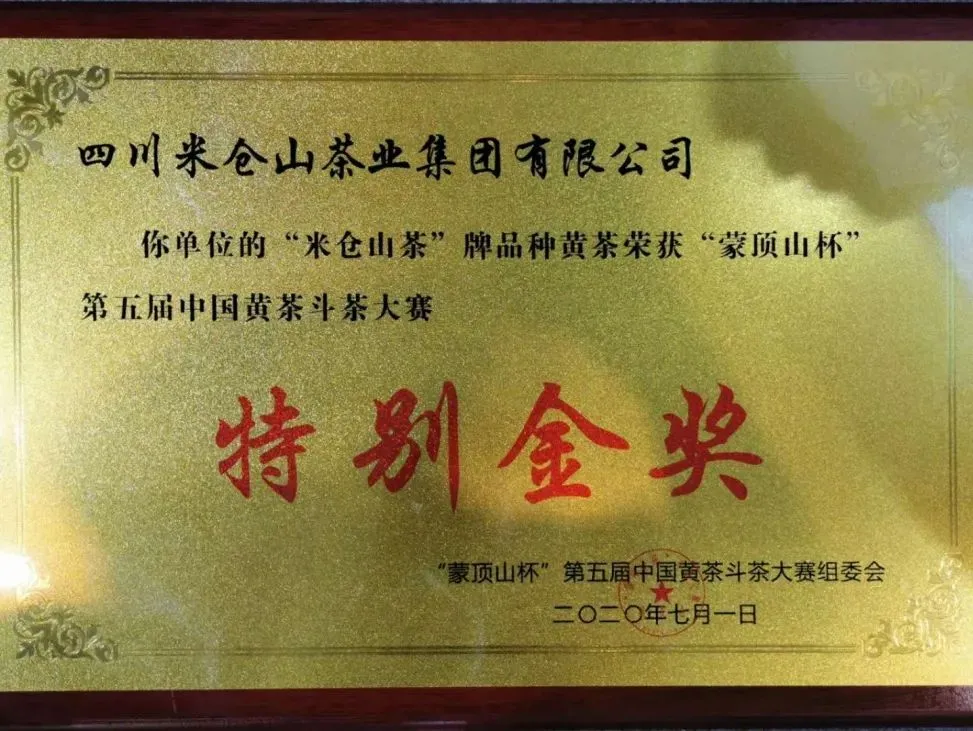 四川米仓山茶业集团有限公司
你单位的“米仓山茶”牌品种黄茶荣获“蒙顶山杯”
第五届中国黄茶斗茶大赛
特别金奖
“蒙顶山杯”第五届中国黄茶斗茶大赛组委会
二〇二〇年七月一日